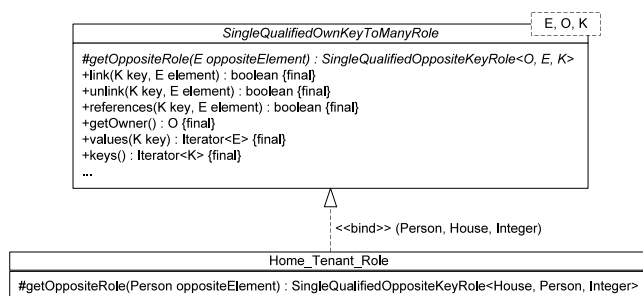 E, O, K
SingleQualifiedOwnKeyToManyRole
#getOppositeRole(E oppositeElement) : SingleQualifiedOppositeKeyRole<O, E, K>
+link(K key, E element) : boolean {final}
+unlink(K key, E element) : boolean {final}
+references(K key, E element) : boolean {final}
+getOwner() : O {final}
+values(K key) : Iterator<E> {final}
+keys() : Iterator<K> {final}
...
<<bind>> (Person, House, Integer)
Home_Tenant_Role
#getOppositeRole(Person oppositeElement) : SingleQualifiedOppositeKeyRole<House, Person, Integer>